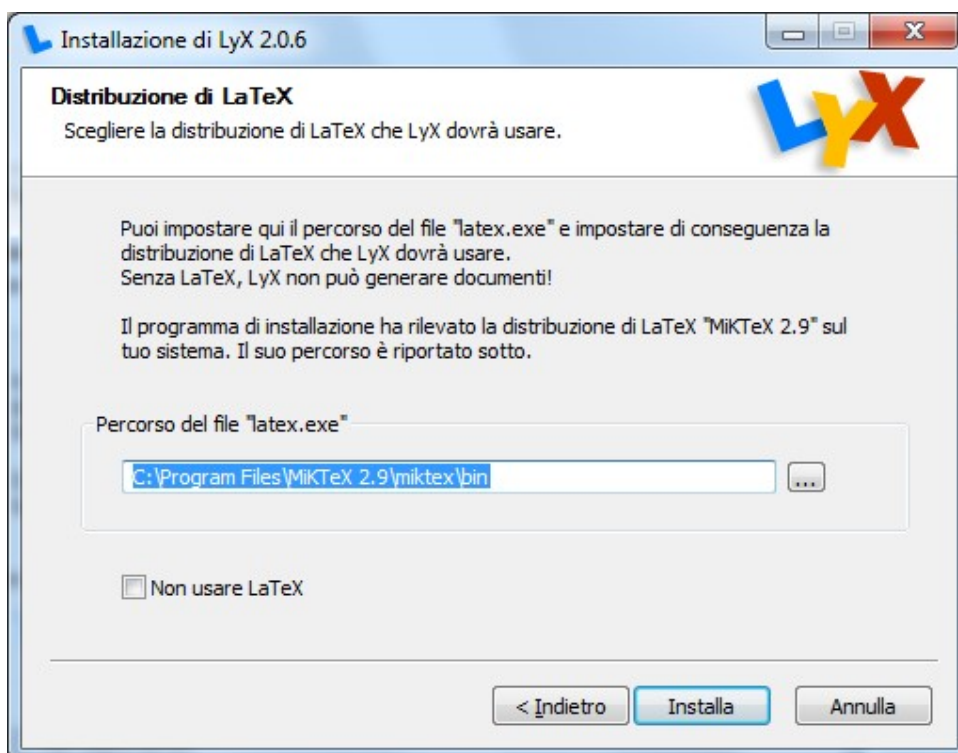 Installazione di LyX 2.0.6
Distribuzione di LaTeX
Scegliere la distribuzione di LaTeX che LyX dovrà usare.
LYX
Puoi impostare qui il percorso del file "latex.exe" e impostare di conseguenza la
distribuzione di LaTeX che LyX dovrà usare.
Senza LaTeX, LyX non può generare documenti!
Il programma di installazione ha rilevato la distribuzione di LaTeX "MiKTeX 2.9" sul
tuo sistema. Il suo percorso è riportato sotto.
Percorso del file "latex.exe"
C:\Program Files\MiKTeX 2.9\miktex\bin
...
Non usare LaTeX
< Indietro
Installa
Annulla